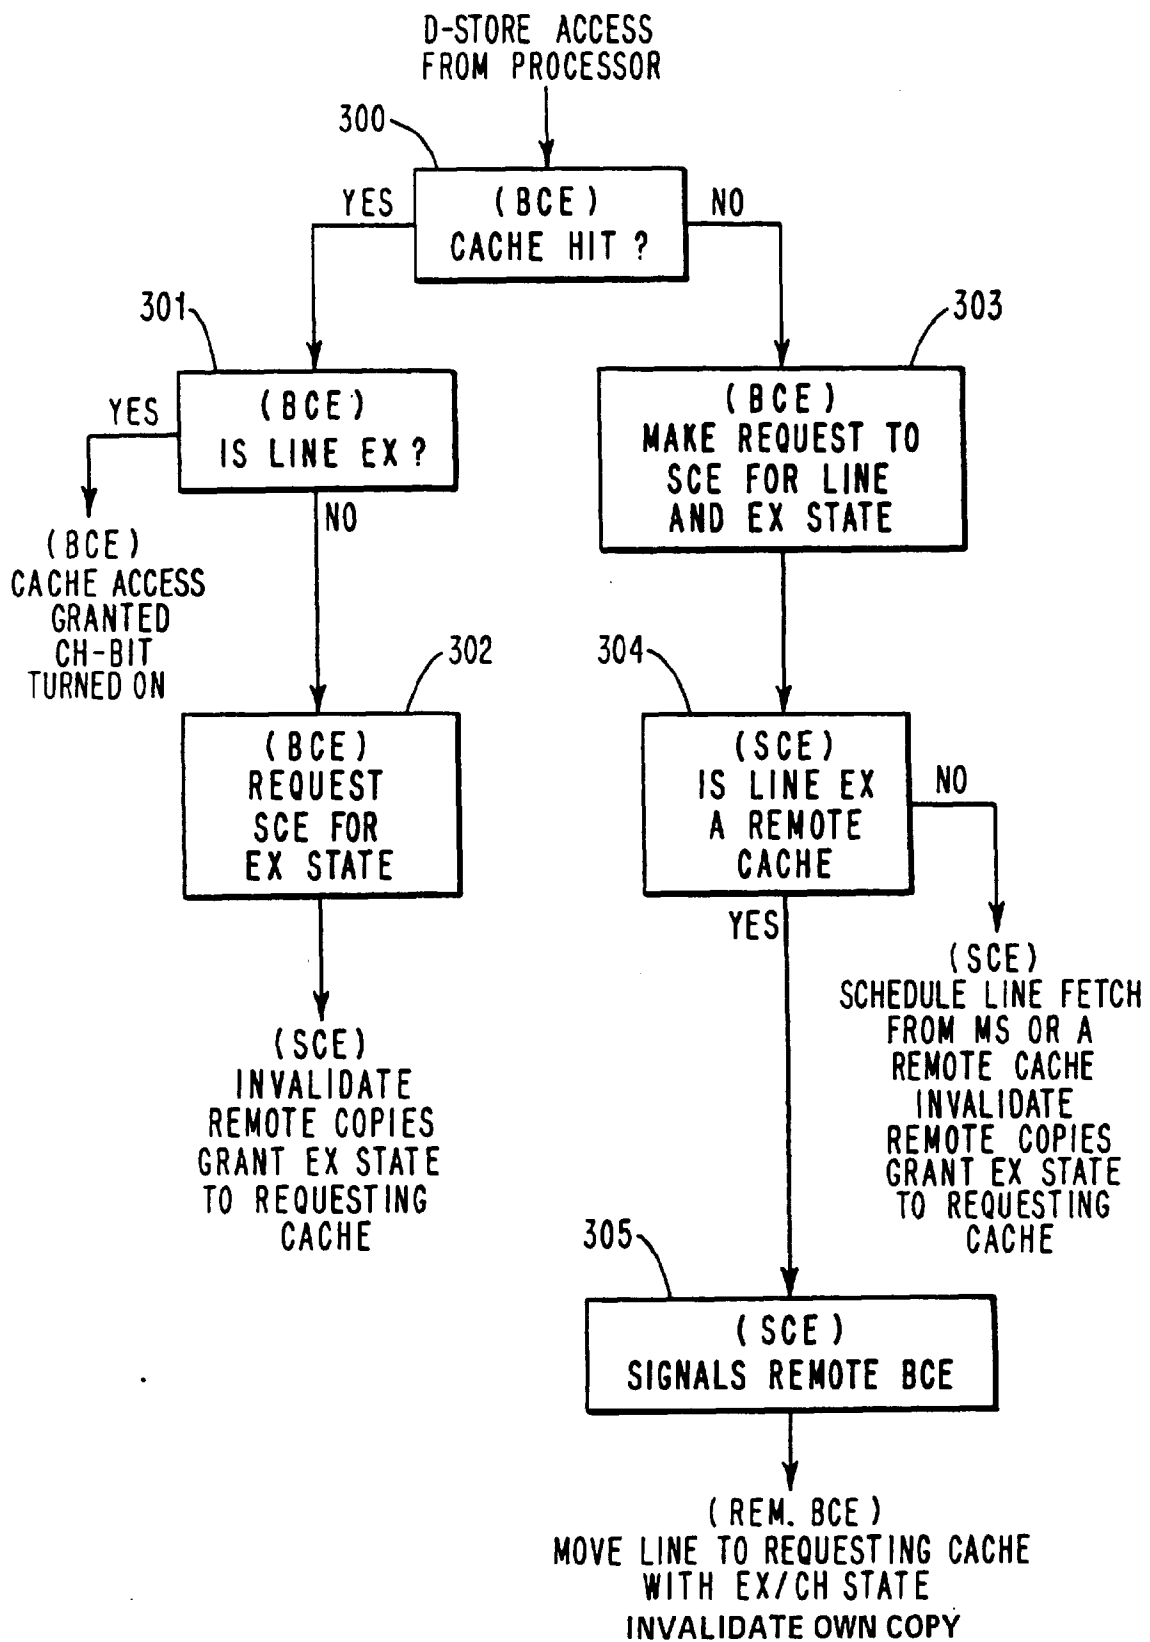 D-STORE ACCESS
FROM PROCESSOR
300
(BCE)
CACHE HIT ?
YES
NO
301
303
(BCE)
IS LINE EX ?
YES
NO
(BCE)
MAKE REQUEST TO
SCE FOR LINE
AND EX STATE
(BCE)
CACHE ACCESS
GRANTED
CH-BIT
TURNED ON
302
304
(BCE)
REQUEST
SCE FOR
EX STATE
(SCE)
IS LINE EX
A REMOTE
CACHE
NO
YES
(SCE)
SCHEDULE LINE FETCH
FROM MS OR A
REMOTE CACHE
INVALIDATE
REMOTE COPIES
GRANT EX STATE
TO REQUESTING
CACHE
(SCE)
INVALIDATE
REMOTE COPIES
GRANT EX STATE
TO REQUESTING
CACHE
305
(SCE)
SIGNALS REMOTE BCE
(REM. BCE)
MOVE LINE TO REQUESTING CACHE
WITH EX/CH STATE
INVALIDATE OWN COPY